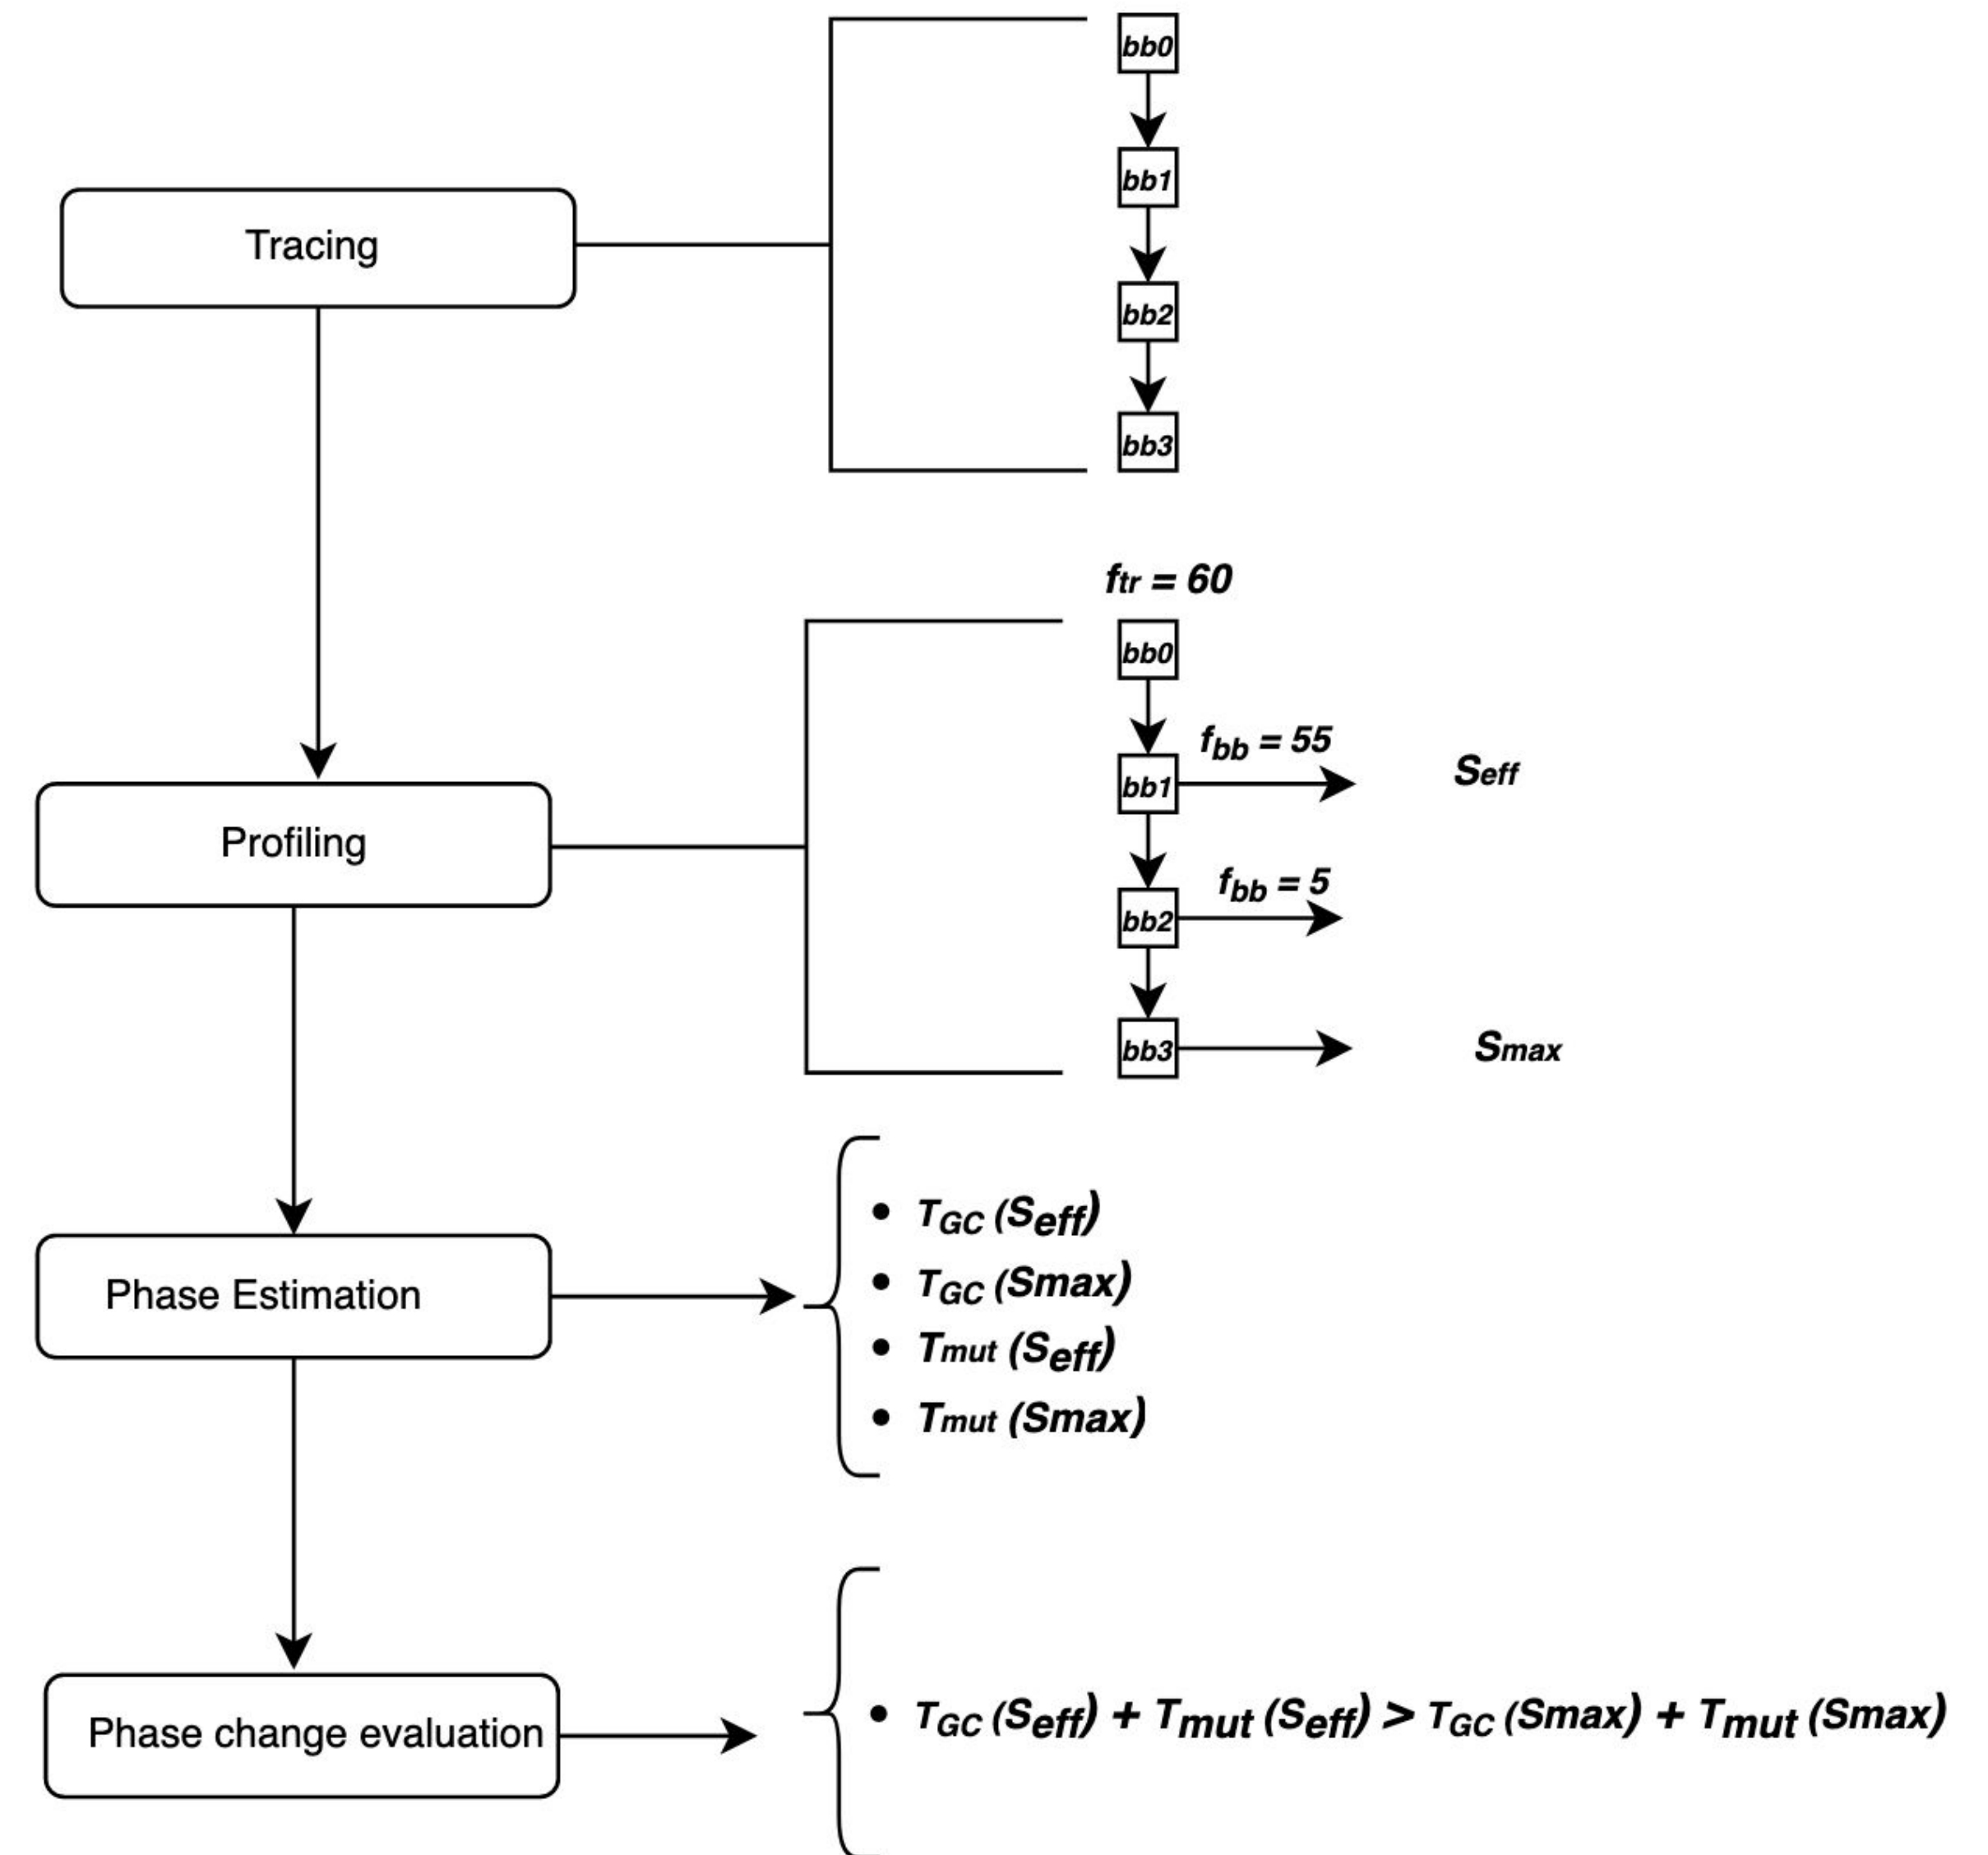 bb0
bb1
Tracing
bb2
bb3
ftr = 60
bb0
fbb = 55
Seff
bb1
Profiling
fbb = 5
bb2
bb3
Smax
Phase Estimation
• TGC (Seff)
• TGC (Smax)
• Tmut (Seff)
• Tmut (Smax)
Phase change evaluation
• TGC (Seff) + Tmut (Seff) > TGC (Smax) + Tmut (Smax)